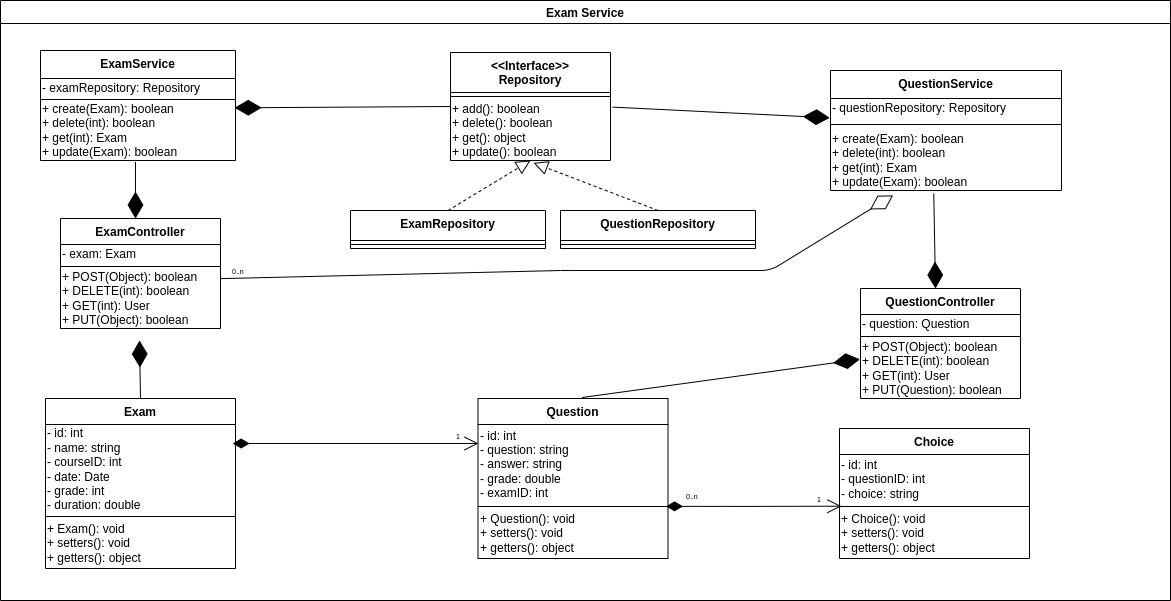 Exam Service
ExamService
- examRepository: Repository
+ create(Exam): boolean
+ delete(int): boolean
+ get(int): Exam
+ update(Exam): boolean
<<Interface>>
Repository
+ add(): boolean
+ delete(): boolean
+ get(): object
+ update(): boolean
QuestionService
- questionRepository: Repository
+ create(Exam): boolean
+ delete(int): boolean
+ get(int): Exam
+ update(Exam): boolean
ExamRepository
QuestionRepository
ExamController
- exam: Exam
+ POST(Object): boolean
+ DELETE(int): boolean
+ GET(int): User
+ PUT(Object): boolean
0..n
QuestionController
- question: Question
+ POST(Object): boolean
+ DELETE(int): boolean
+ GET(int): User
+ PUT(Question): boolean
Exam
- id: int
- name: string
- courseID: int
- date: Date
- grade: int
- duration: double
+ Exam(): void
+ setters(): void
+ getters(): object
1
Question
- id: int
- question: string
- answer: string
- grade: double
- examID: int
+ Question(): void
+ setters(): void
+ getters(): object
0..n
1
Choice
- id: int
- questionID: int
- choice: string
+ Choice(): void
+ setters(): void
+ getters(): object